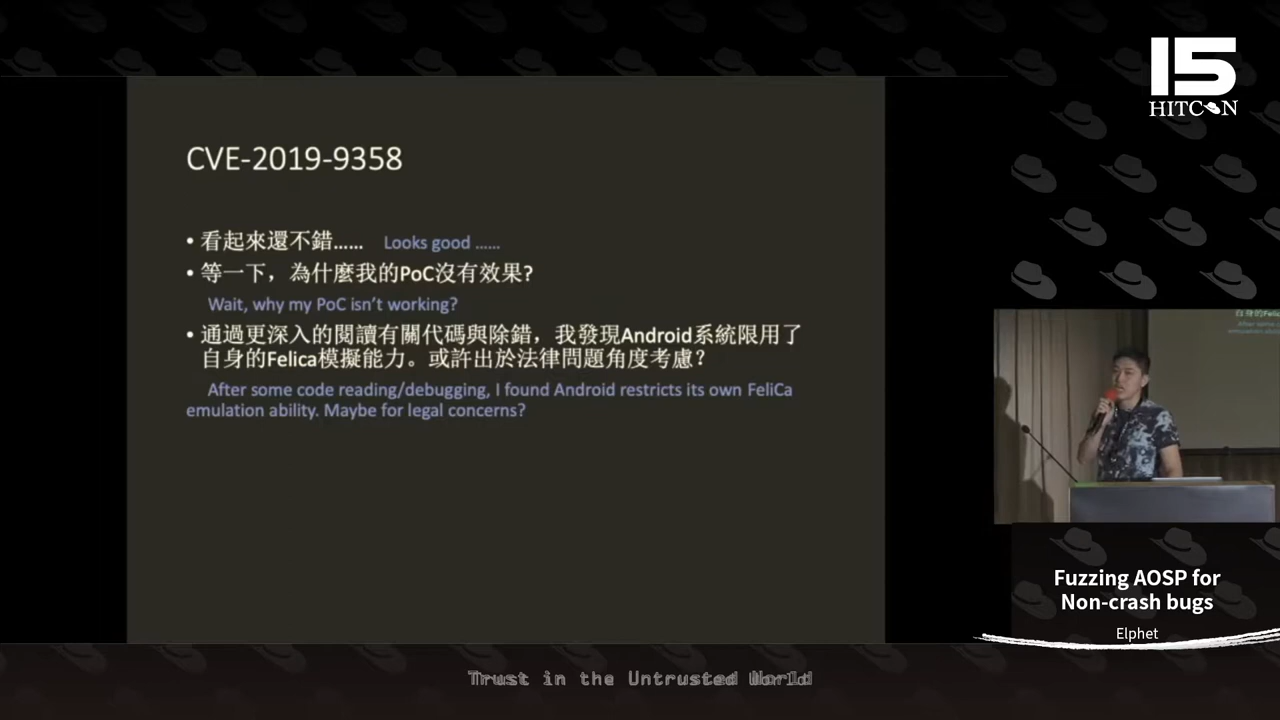 15
HITCON
CVE-2019-9358
• 看起來還不錯…… Looks good ……
• 等一下，為什麼我的PoC沒有效果?
Wait, why my PoC isn't working?
• 通過更深入的閱讀有關代碼與除錯，我發現Android系統限用了
自身的Felica模擬能力。或許出於法律問題角度考慮？
After some code reading/debugging, I found Android restricts its own FeliCa
emulation ability. Maybe for legal concerns?
Fuzzing AOSP for
Non-crash bugs
Elphet
Trust in the Untrusted World